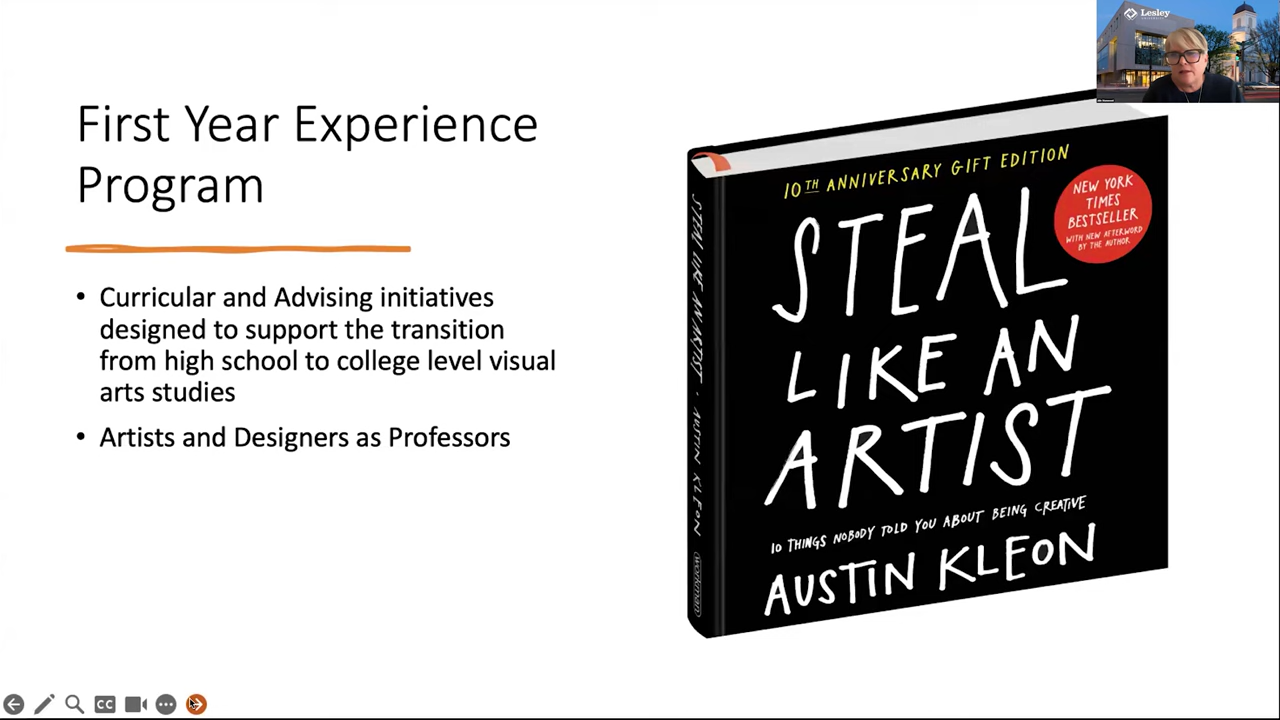 First Year Experience
Program
• Curricular and Advising initiatives
designed to support the transition
from high school to college level visual
arts studies
• Artists and Designers as Professors
10TH ANNIVERSARY GIFT EDITION
NEW YORK
TIMES
BESTSELLER
WITH NEW AFTERWORD
BY THE AUTHOR
STEAL
LIKE AN
ARTIST
10 THINGS NOBODY TOLD YOU ABOUT BEING CREATIVE
AUSTIN KLEON
STEAL LIKE AN ARTIST · AUSTIN KLEON
workman
Lesley
UNIVERSITY
CC